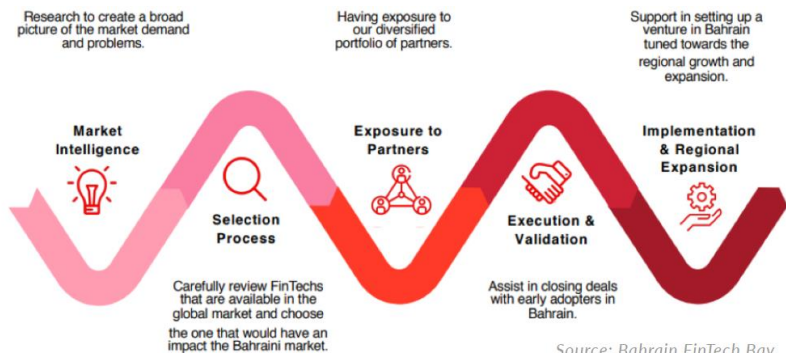 Research to create a broad
picture of the market demand
and problems.
Having exposure to
our diversified
portfolio of partners.
Support in setting up a
venture in Bahrain
tuned towards the
regional growth and
expansion.
Market
Intelligence
Selection
Process
Exposure to
Partners
Execution &
Validation
Implementation
& Regional
Expansion
Carefully review FinTechs
that are available in the
global market and choose
the one that would have an
impact the Bahraini market.
Assist in closing deals
with early adopters in
Bahrain.
Source: Bahrain FinTech Bay